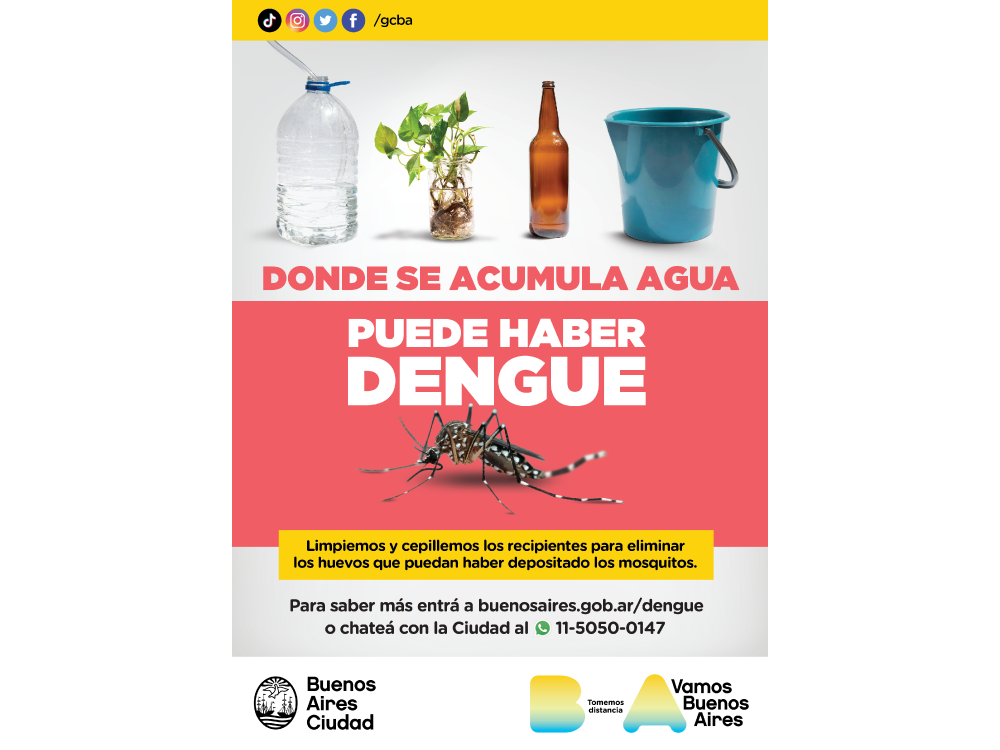 /gcba
DONDE SE ACUMULA AGUA
PUEDE HABER
DENGUE
Limpiemos y cepillemos los recipientes para eliminar
los huevos que puedan haber depositado los mosquitos.
Para saber más entrá a buenosaires.gob.ar/dengue
o chateá con la Ciudad al 11-5050-0147
Buenos
Aires
Ciudad
B
Tomemos
distancia
A
Vamos
Buenos
Aires